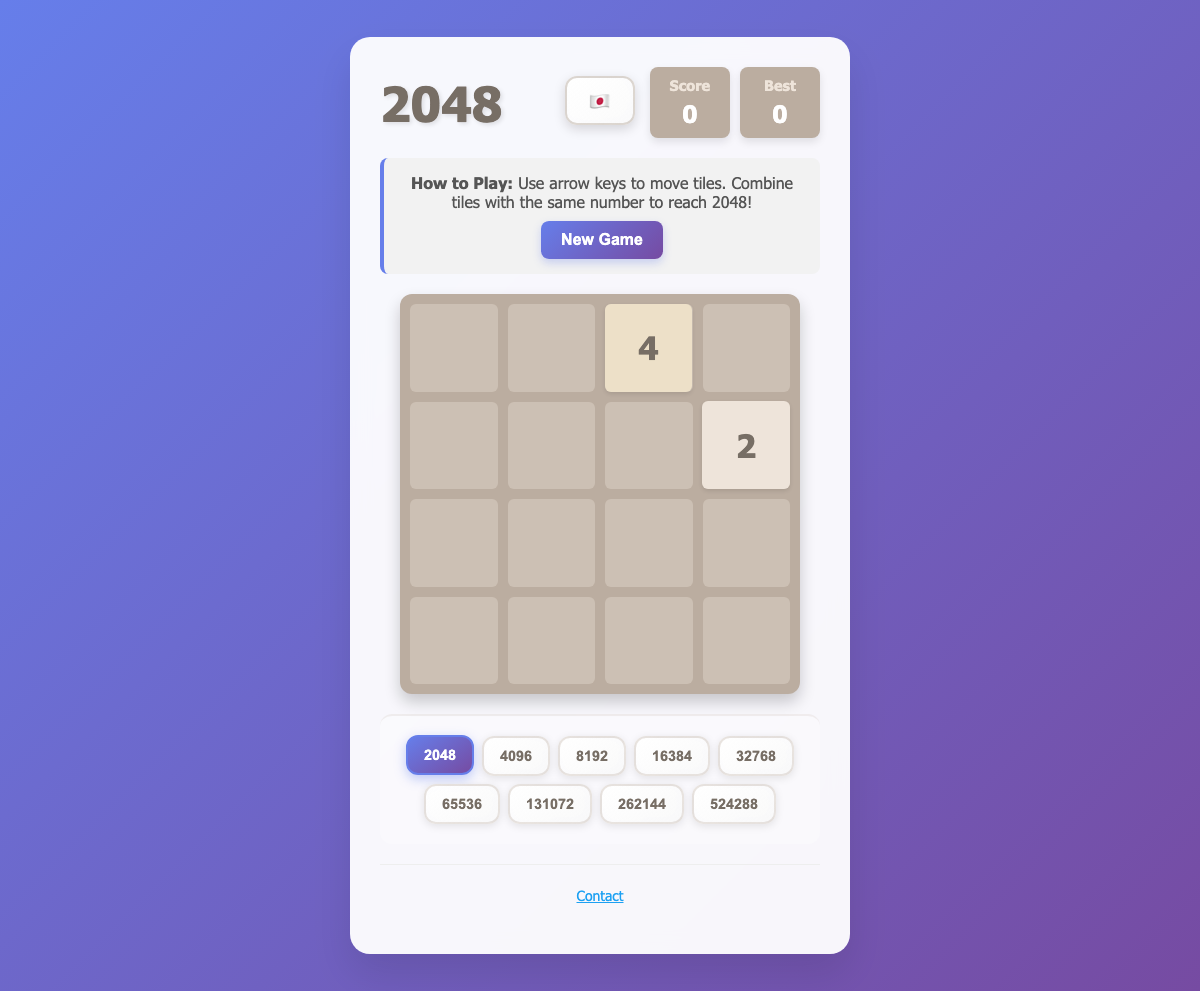 2048
Score
0
Best
0
How to Play: Use arrow keys to move tiles. Combine
tiles with the same number to reach 2048!
New Game
4
2
2048
4096
8192
16384
32768
65536
131072
262144
524288
Contact